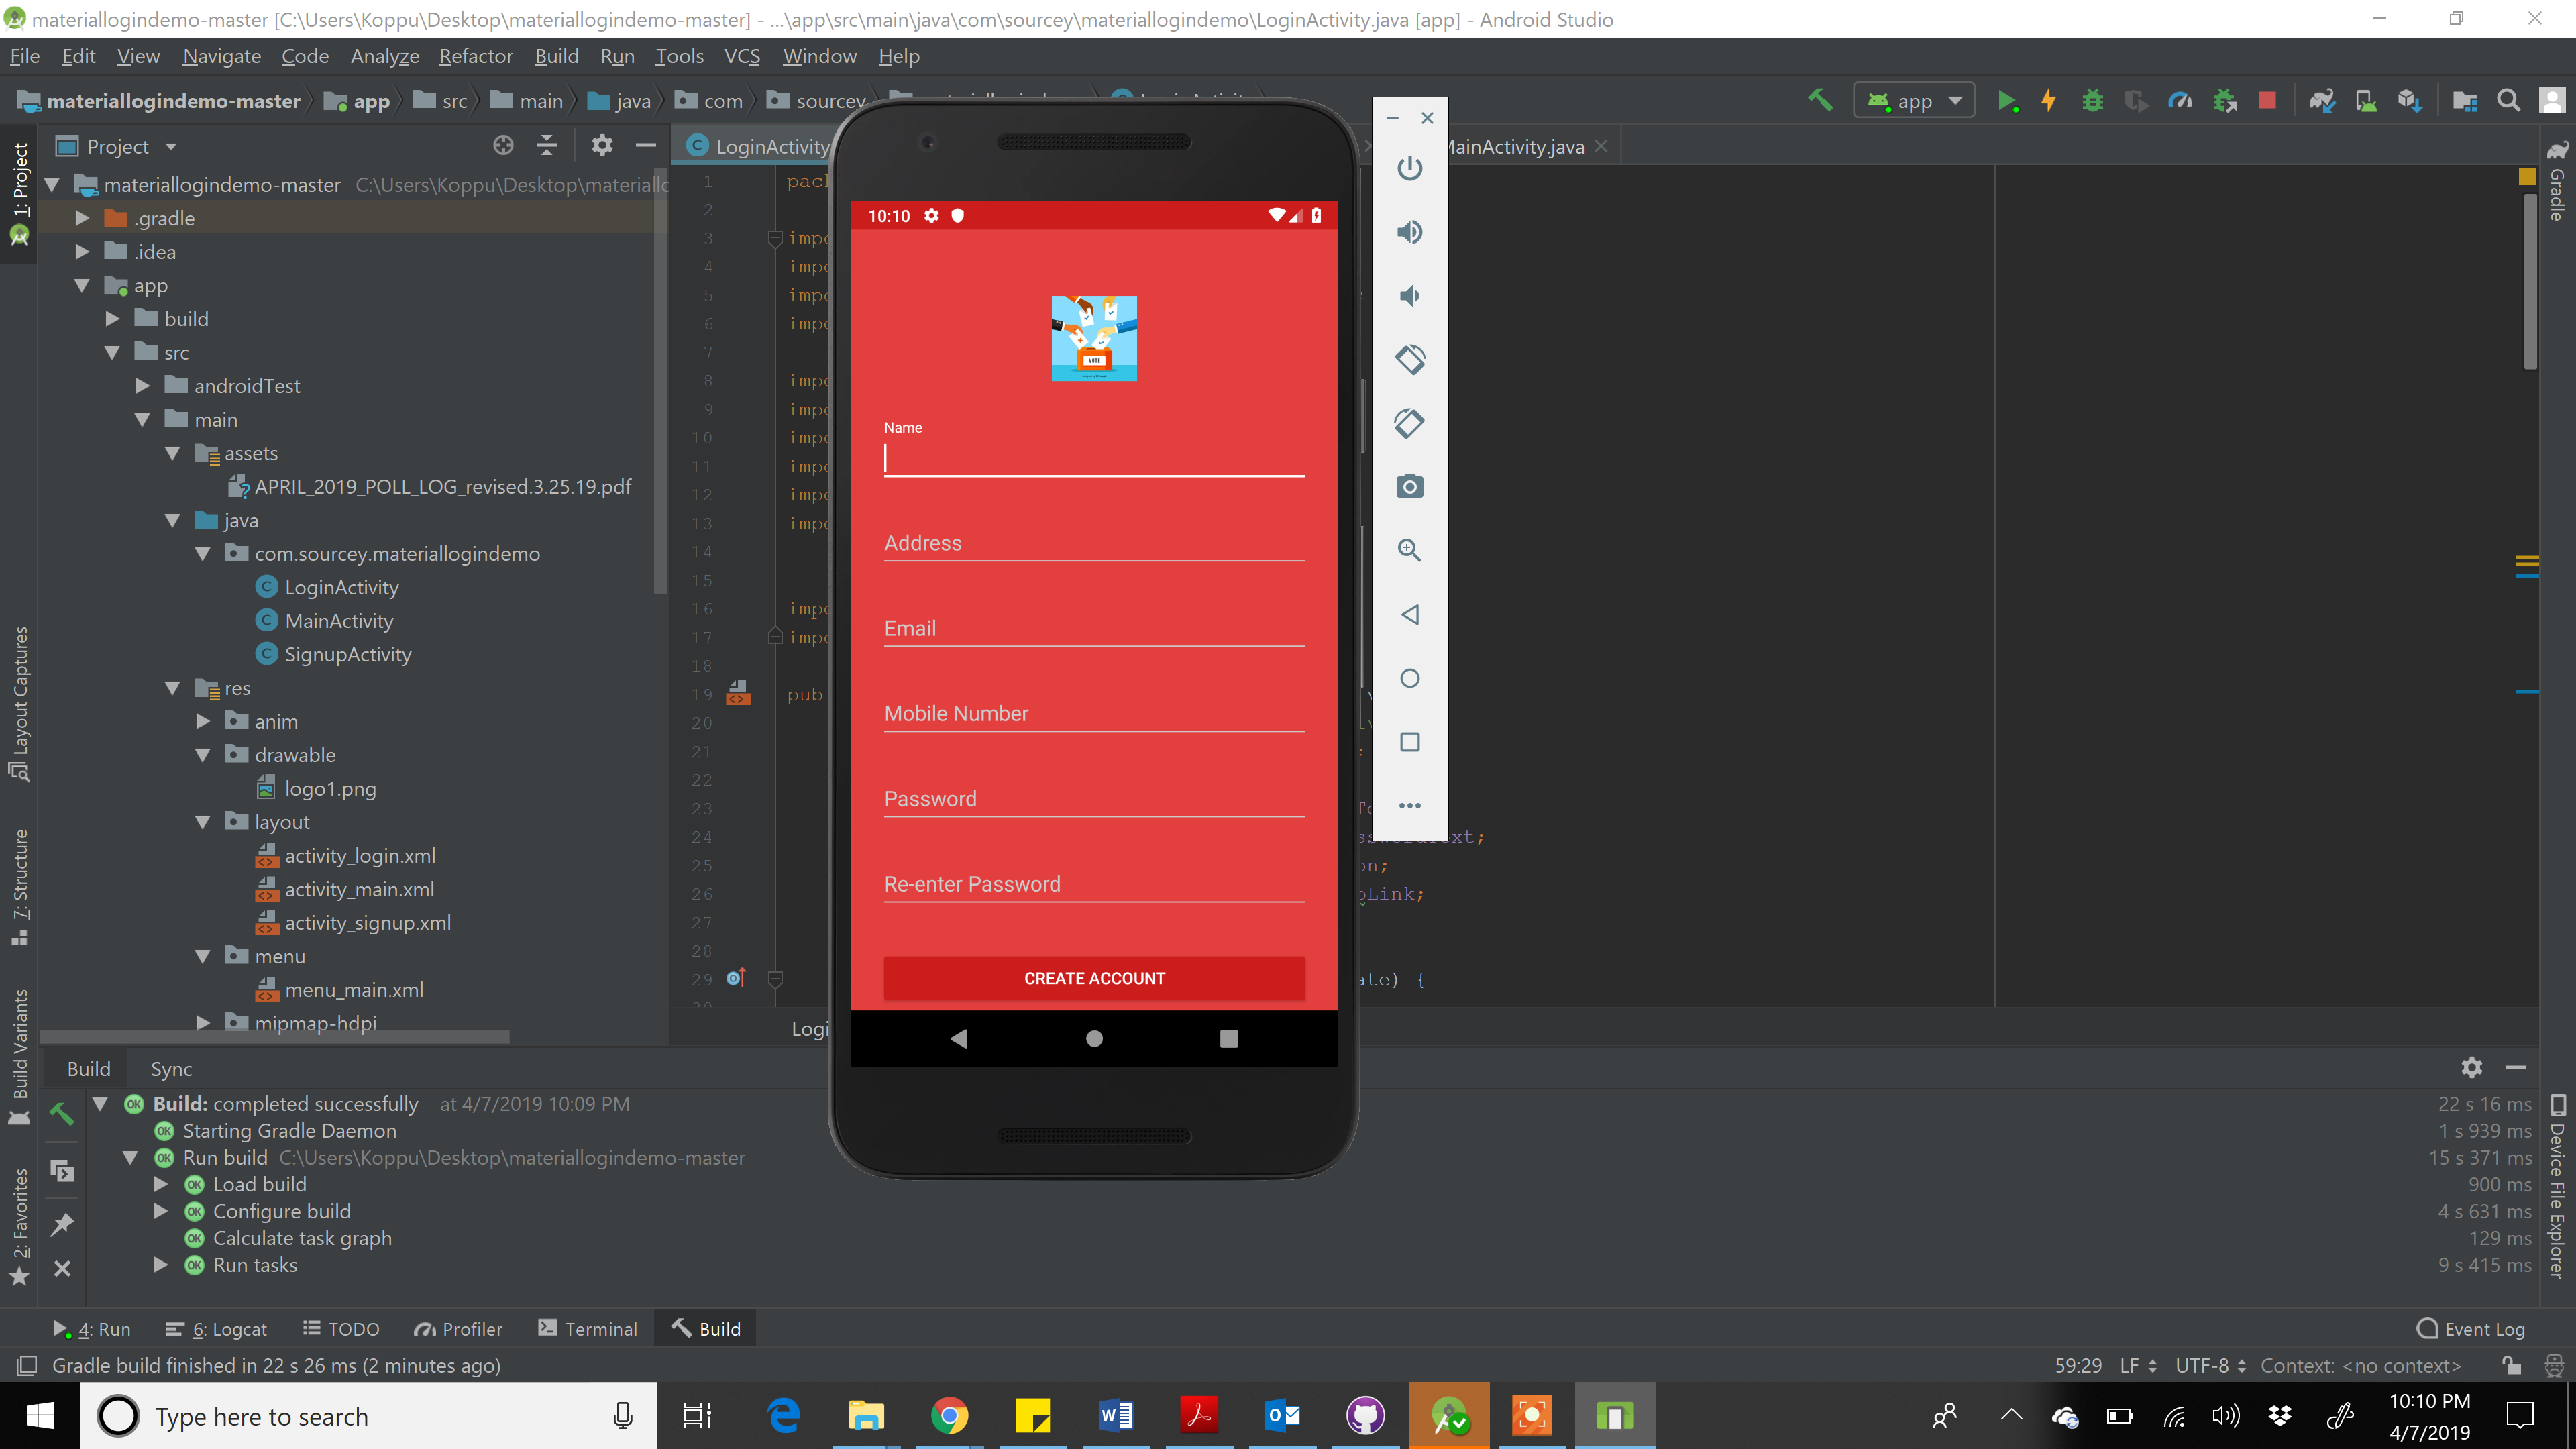 materiallogindemo-master [C:\Users\Koppu\Desktop\materiallogindemo-master] - ...\app\src\main\java\com\sourcey\materiallogindemo\LoginActivity.java [app] - Android Studio
File Edit View Navigate Code Analyze Refactor Build Run Tools VCS Window Help
materiallogindemo-master app src main java com sourcey
app
1: Project
Project
LoginActivity
MainActivity.java
Gradle
materiallogindemo-master C:\Users\Koppu\Desktop\materiallo
.gradle
.idea
app
build
src
androidTest
main
assets
APRIL_2019_POLL_LOG_revised.3.25.19.pdf
java
com.sourcey.materiallogindemo
LoginActivity
MainActivity
SignupActivity
res
anim
drawable
logo1.png
layout
activity_login.xml
activity_main.xml
activity_signup.xml
menu
menu_main.xml
mipmap-hdpi
Layout Captures
7: Structure
Build Variants
2: Favorites
1 pack
2
3 impo
4 impo
5 impo
6 impo
7
8 impo
9 impo
10 impo
11 impo
12 impo
13 impo
14
15
16 impo
17 impo
18
19 publ
20
21
22
23
24 xt;
25 on;
26 Link;
27
28
29 ate) {
Logi
10:10
VOTE
Name
Address
Email
Mobile Number
Password
Re-enter Password
CREATE ACCOUNT
Build Sync
Build: completed successfully at 4/7/2019 10:09 PM 22 s 16 ms
Starting Gradle Daemon 1 s 939 ms
Run build C:\Users\Koppu\Desktop\materiallogindemo-master 15 s 371 ms
Load build 900 ms
Configure build 4 s 631 ms
Calculate task graph 129 ms
Run tasks 9 s 415 ms
Device File Explorer
4: Run 6: Logcat TODO Profiler Terminal Build Event Log
Gradle build finished in 22 s 26 ms (2 minutes ago) 59:29 LF UTF-8 Context: <no context>
Type here to search
10:10 PM
4/7/2019